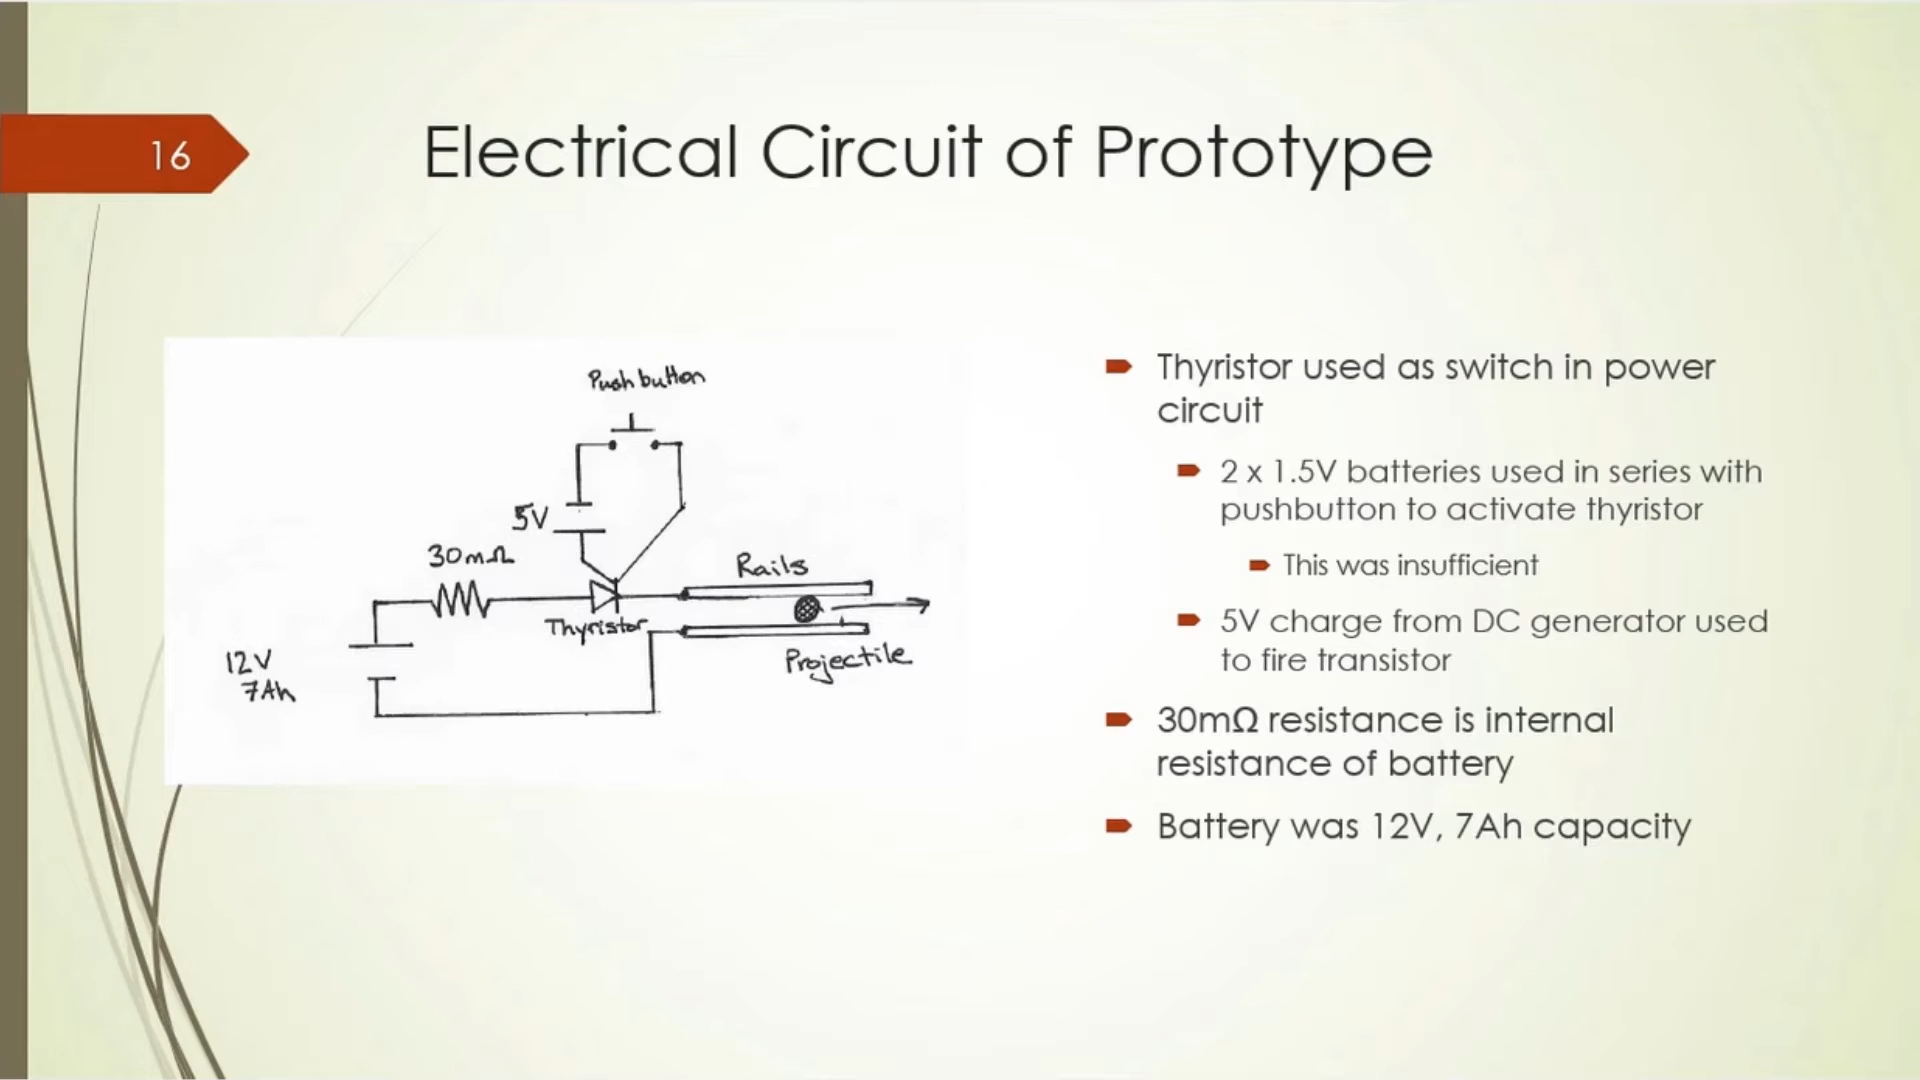 16
Electrical Circuit of Prototype
Push button
5V
30mΩ
Rails
Thyristor
12V
7Ah
Projectile
Thyristor used as switch in power
circuit
2 x 1.5V batteries used in series with
pushbutton to activate thyristor
This was insufficient
5V charge from DC generator used
to fire transistor
30mΩ resistance is internal
resistance of battery
Battery was 12V, 7Ah capacity